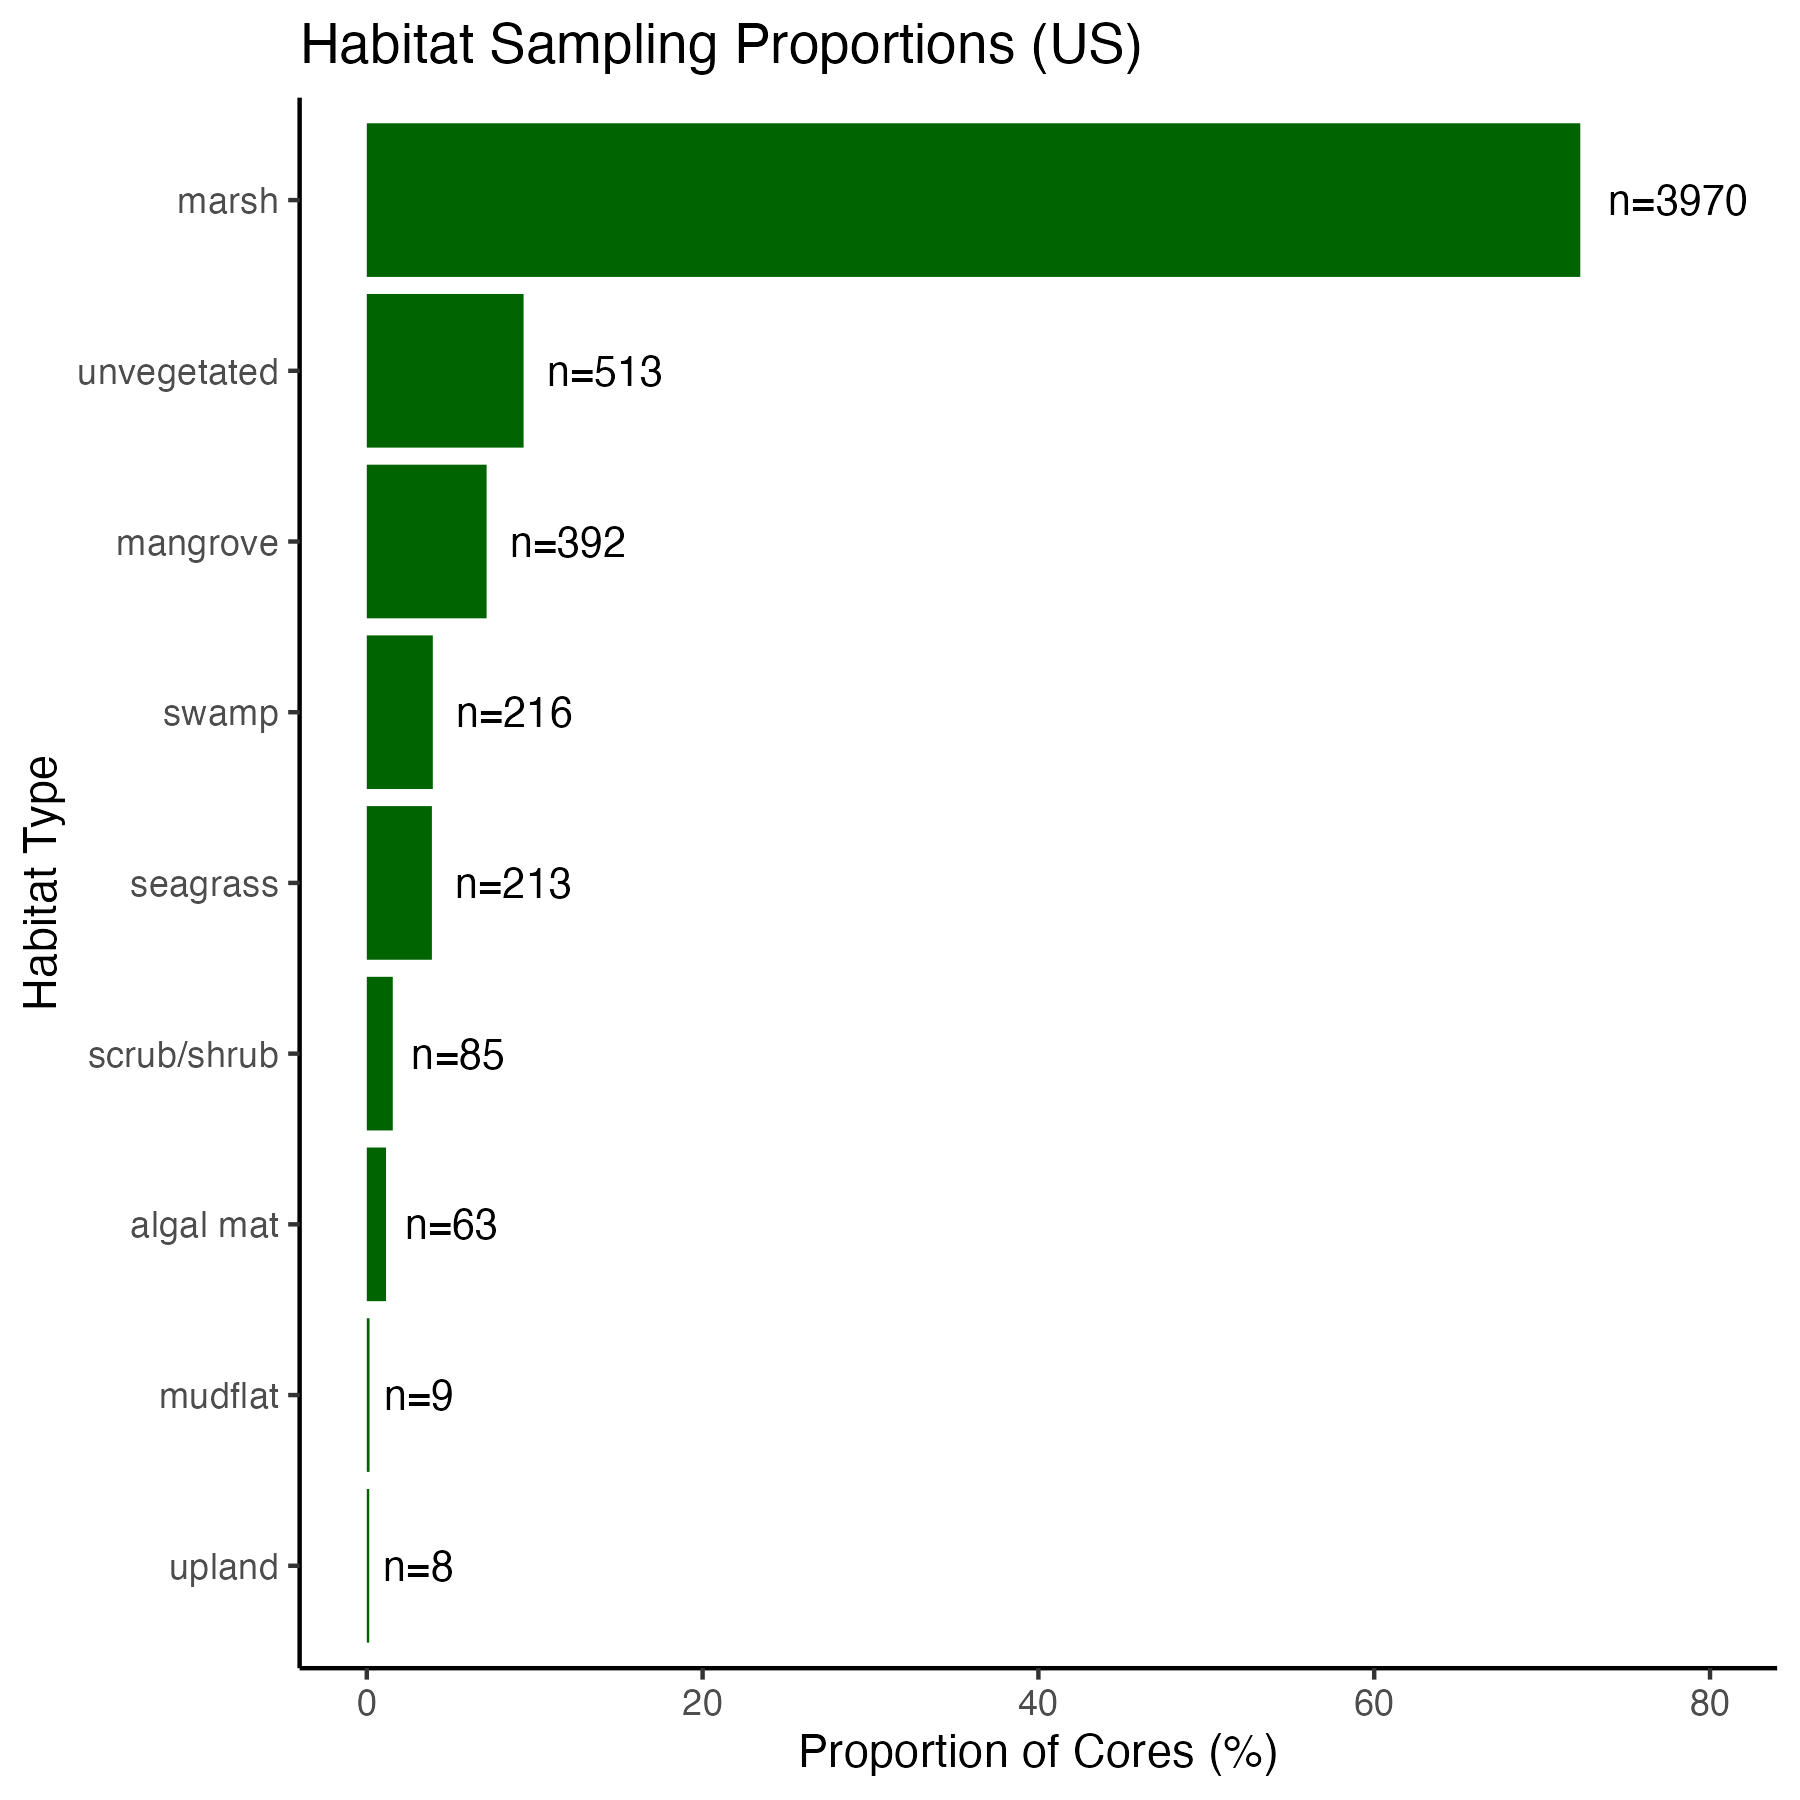 Habitat Sampling Proportions (US)
Habitat Type
marsh n=3970
unvegetated n=513
mangrove n=392
swamp n=216
seagrass n=213
scrub/shrub n=85
algal mat n=63
mudflat n=9
upland n=8
0 20 40 60 80
Proportion of Cores (%)